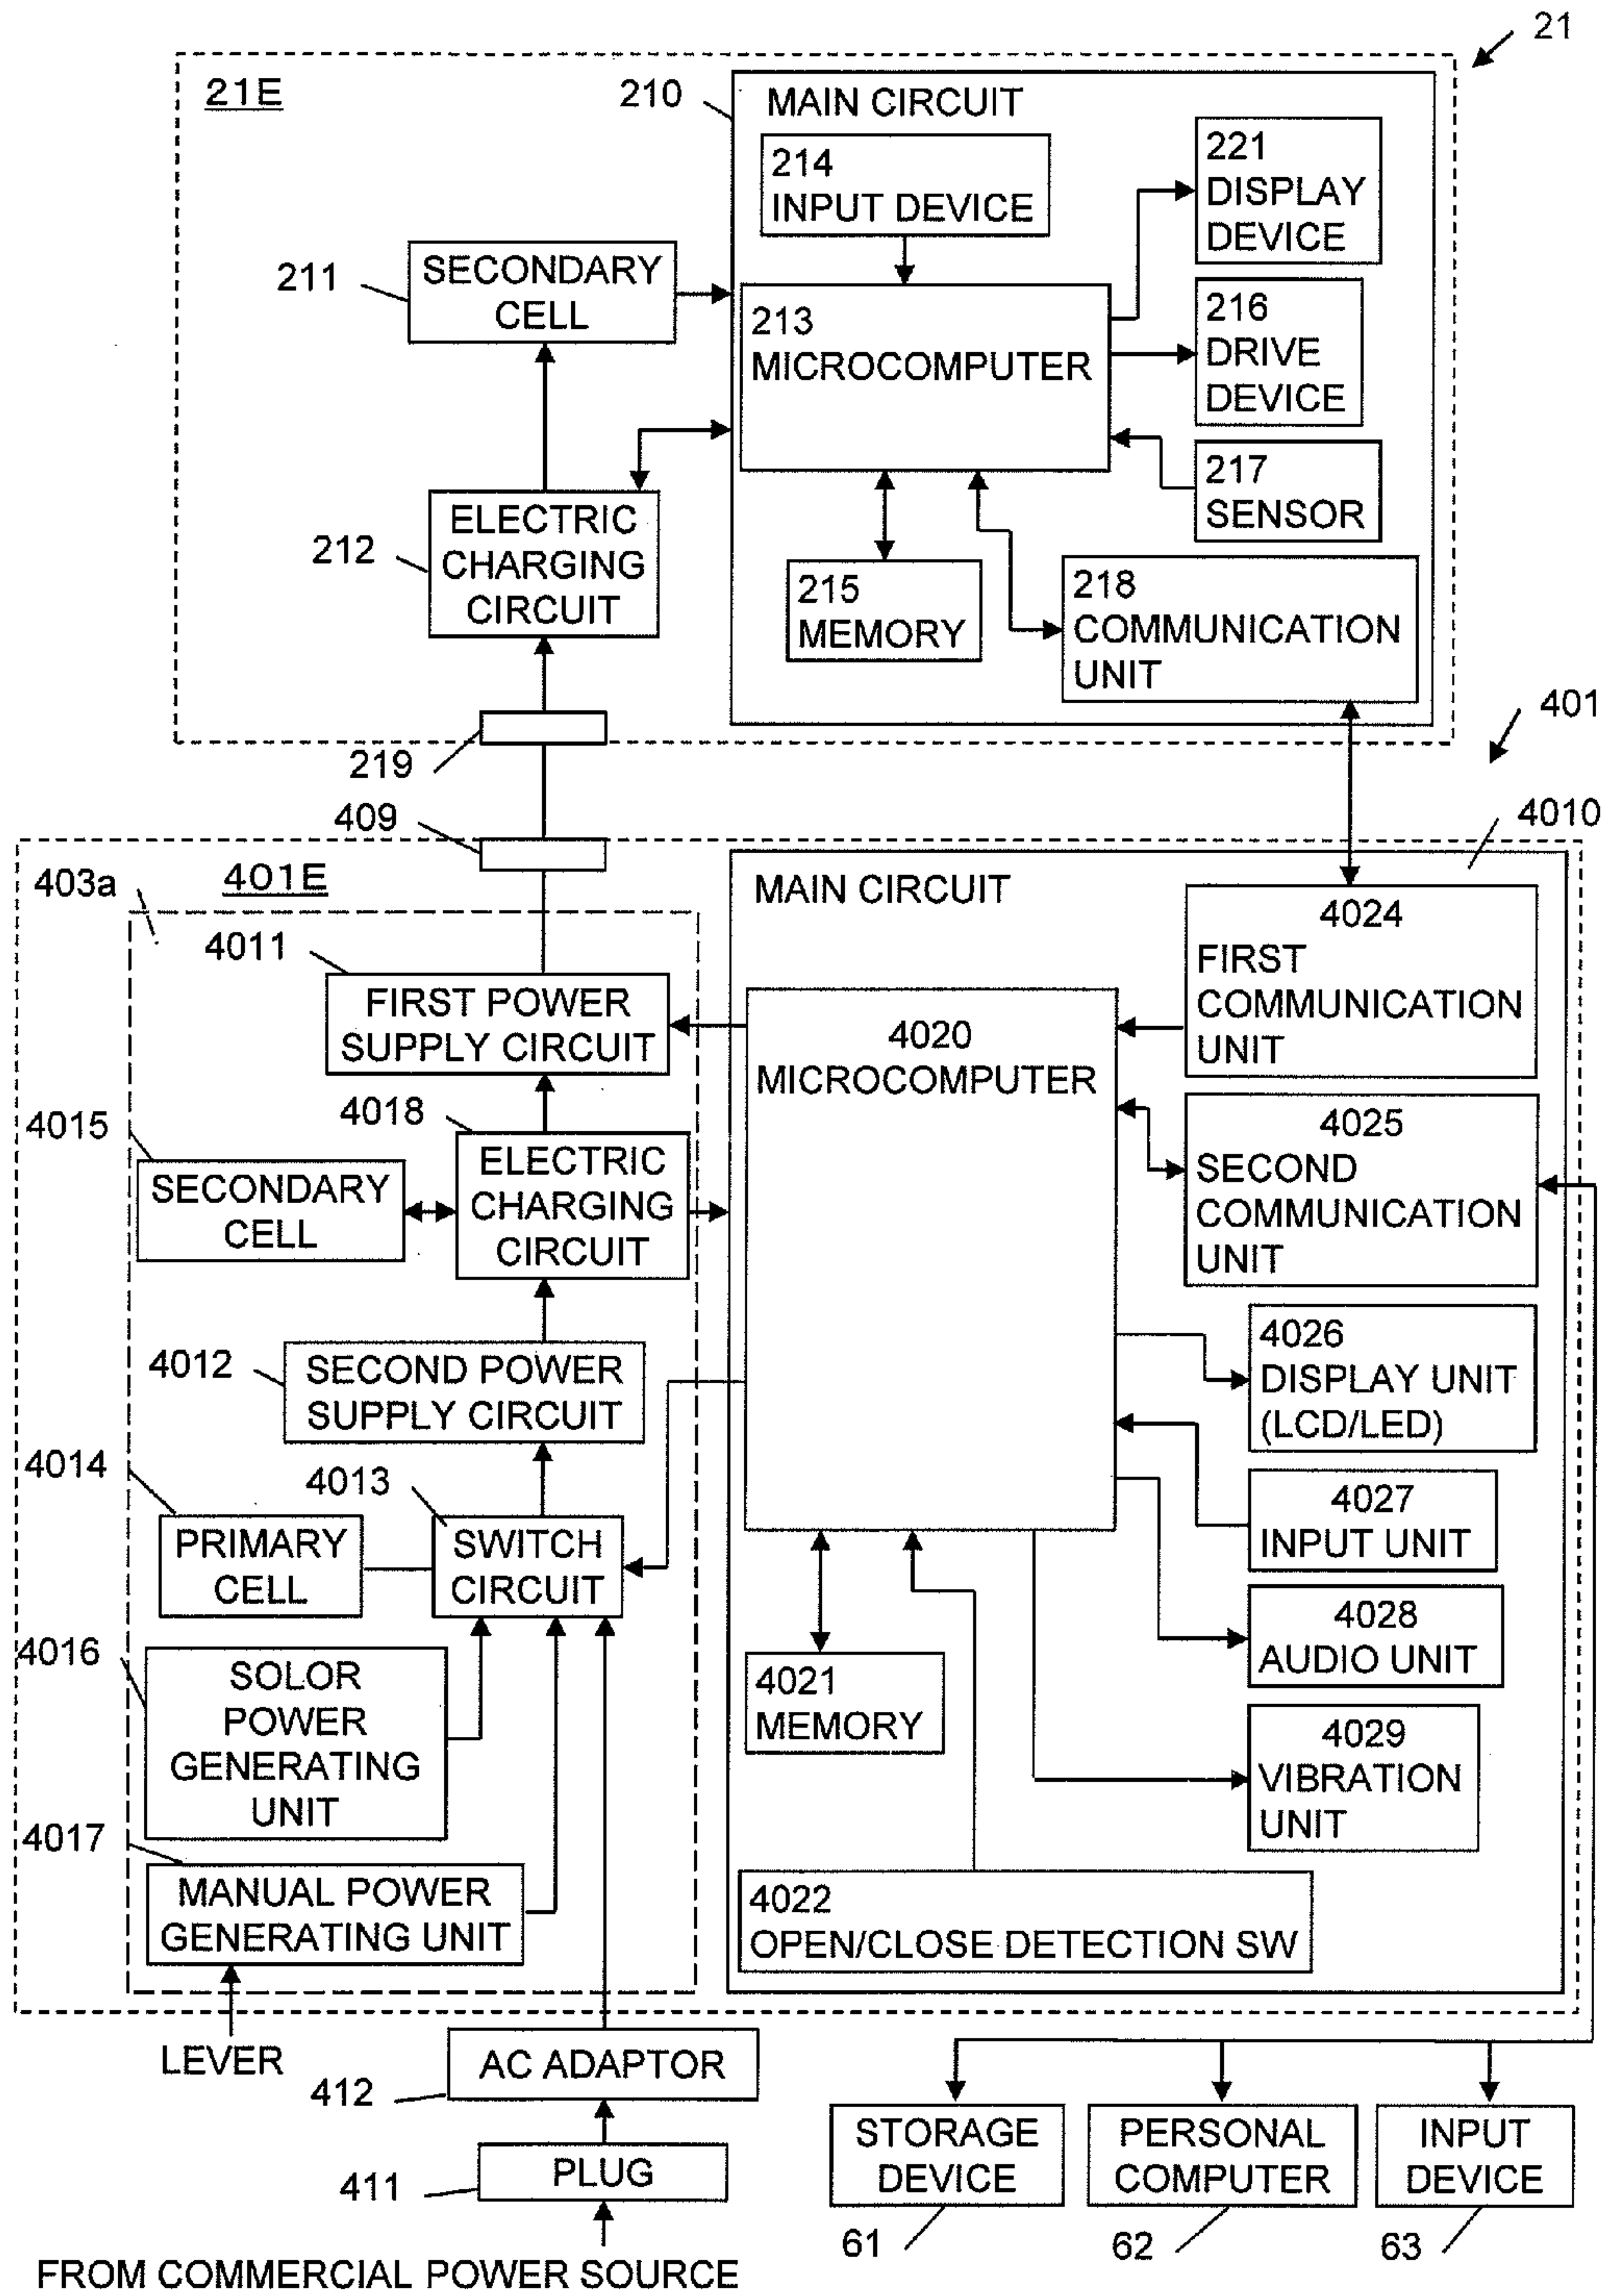 21
21E
210
MAIN CIRCUIT
214
INPUT DEVICE
221
DISPLAY
DEVICE
211
SECONDARY
CELL
213
MICROCOMPUTER
216
DRIVE
DEVICE
217
SENSOR
212
ELECTRIC
CHARGING
CIRCUIT
215
MEMORY
218
COMMUNICATION
UNIT
219
401
409
4010
403a
401E
MAIN CIRCUIT
4011
FIRST POWER
SUPPLY CIRCUIT
4020
MICROCOMPUTER
4024
FIRST
COMMUNICATION
UNIT
4015
SECONDARY
CELL
4018
ELECTRIC
CHARGING
CIRCUIT
4025
SECOND
COMMUNICATION
UNIT
4012
SECOND POWER
SUPPLY CIRCUIT
4026
DISPLAY UNIT
(LCD/LED)
4014
PRIMARY
CELL
4013
SWITCH
CIRCUIT
4027
INPUT UNIT
4028
AUDIO UNIT
4016
SOLOR
POWER
GENERATING
UNIT
4021
MEMORY
4029
VIBRATION
UNIT
4017
MANUAL POWER
GENERATING UNIT
4022
OPEN/CLOSE DETECTION SW
LEVER
AC ADAPTOR
412
PLUG
411
STORAGE
DEVICE
61
PERSONAL
COMPUTER
62
INPUT
DEVICE
63
FROM COMMERCIAL POWER SOURCE